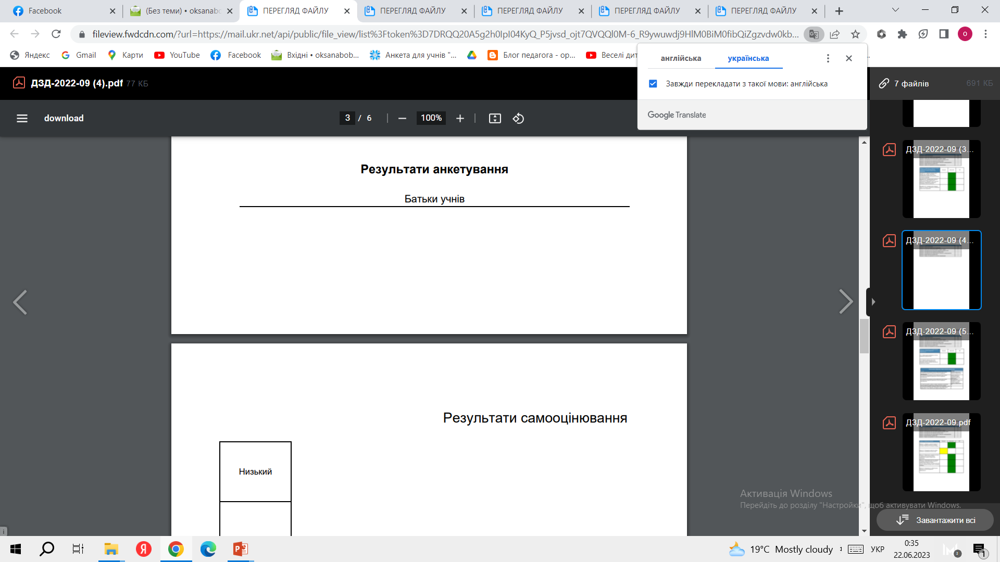 Facebook
(Без теми) • oksanabo
ПЕРЕГЛЯД ФАЙЛУ
ПЕРЕГЛЯД ФАЙЛУ
ПЕРЕГЛЯД ФАЙЛУ
ПЕРЕГЛЯД ФАЙЛУ
ПЕРЕГЛЯД ФАЙЛУ
fileview.fwdcdn.com/?url=https://mail.ukr.net/api/public/file_view/list%3Ftoken%3D7DRQQ20A5g2h0IpI04KyQ_P5jvsd_ojt7QVQQl0M-6_R9ywuwdj9HlM0BiM0fibQiZgzvdw0kb...
o
Яндекс
Gmail
Карти
YouTube
Facebook
Вхідні • oksanabob...
Анкета для учнів "...
Блог педагога - ор...
Веселі дит
англійська
українська
Завжди перекладати з такої мови: англійська
Google Translate
ДЗД-2022-09 (4).pdf 77 КБ
7 файлів
691 КБ
download
3 / 6
100%
Результати анкетування
Батьки учнів
Результати самооцінювання
Низький
ДЗД-2022-09 (3...
ДЗД-2022-09 (4...
ДЗД-2022-09 (5...
ДЗД-2022-09.pdf
Активація Windows
Перейдіть до розділу "Настройки", щоб активувати Windows.
Завантажити всі
19°C Mostly cloudy
УКР
0:35
22.06.2023
3
1